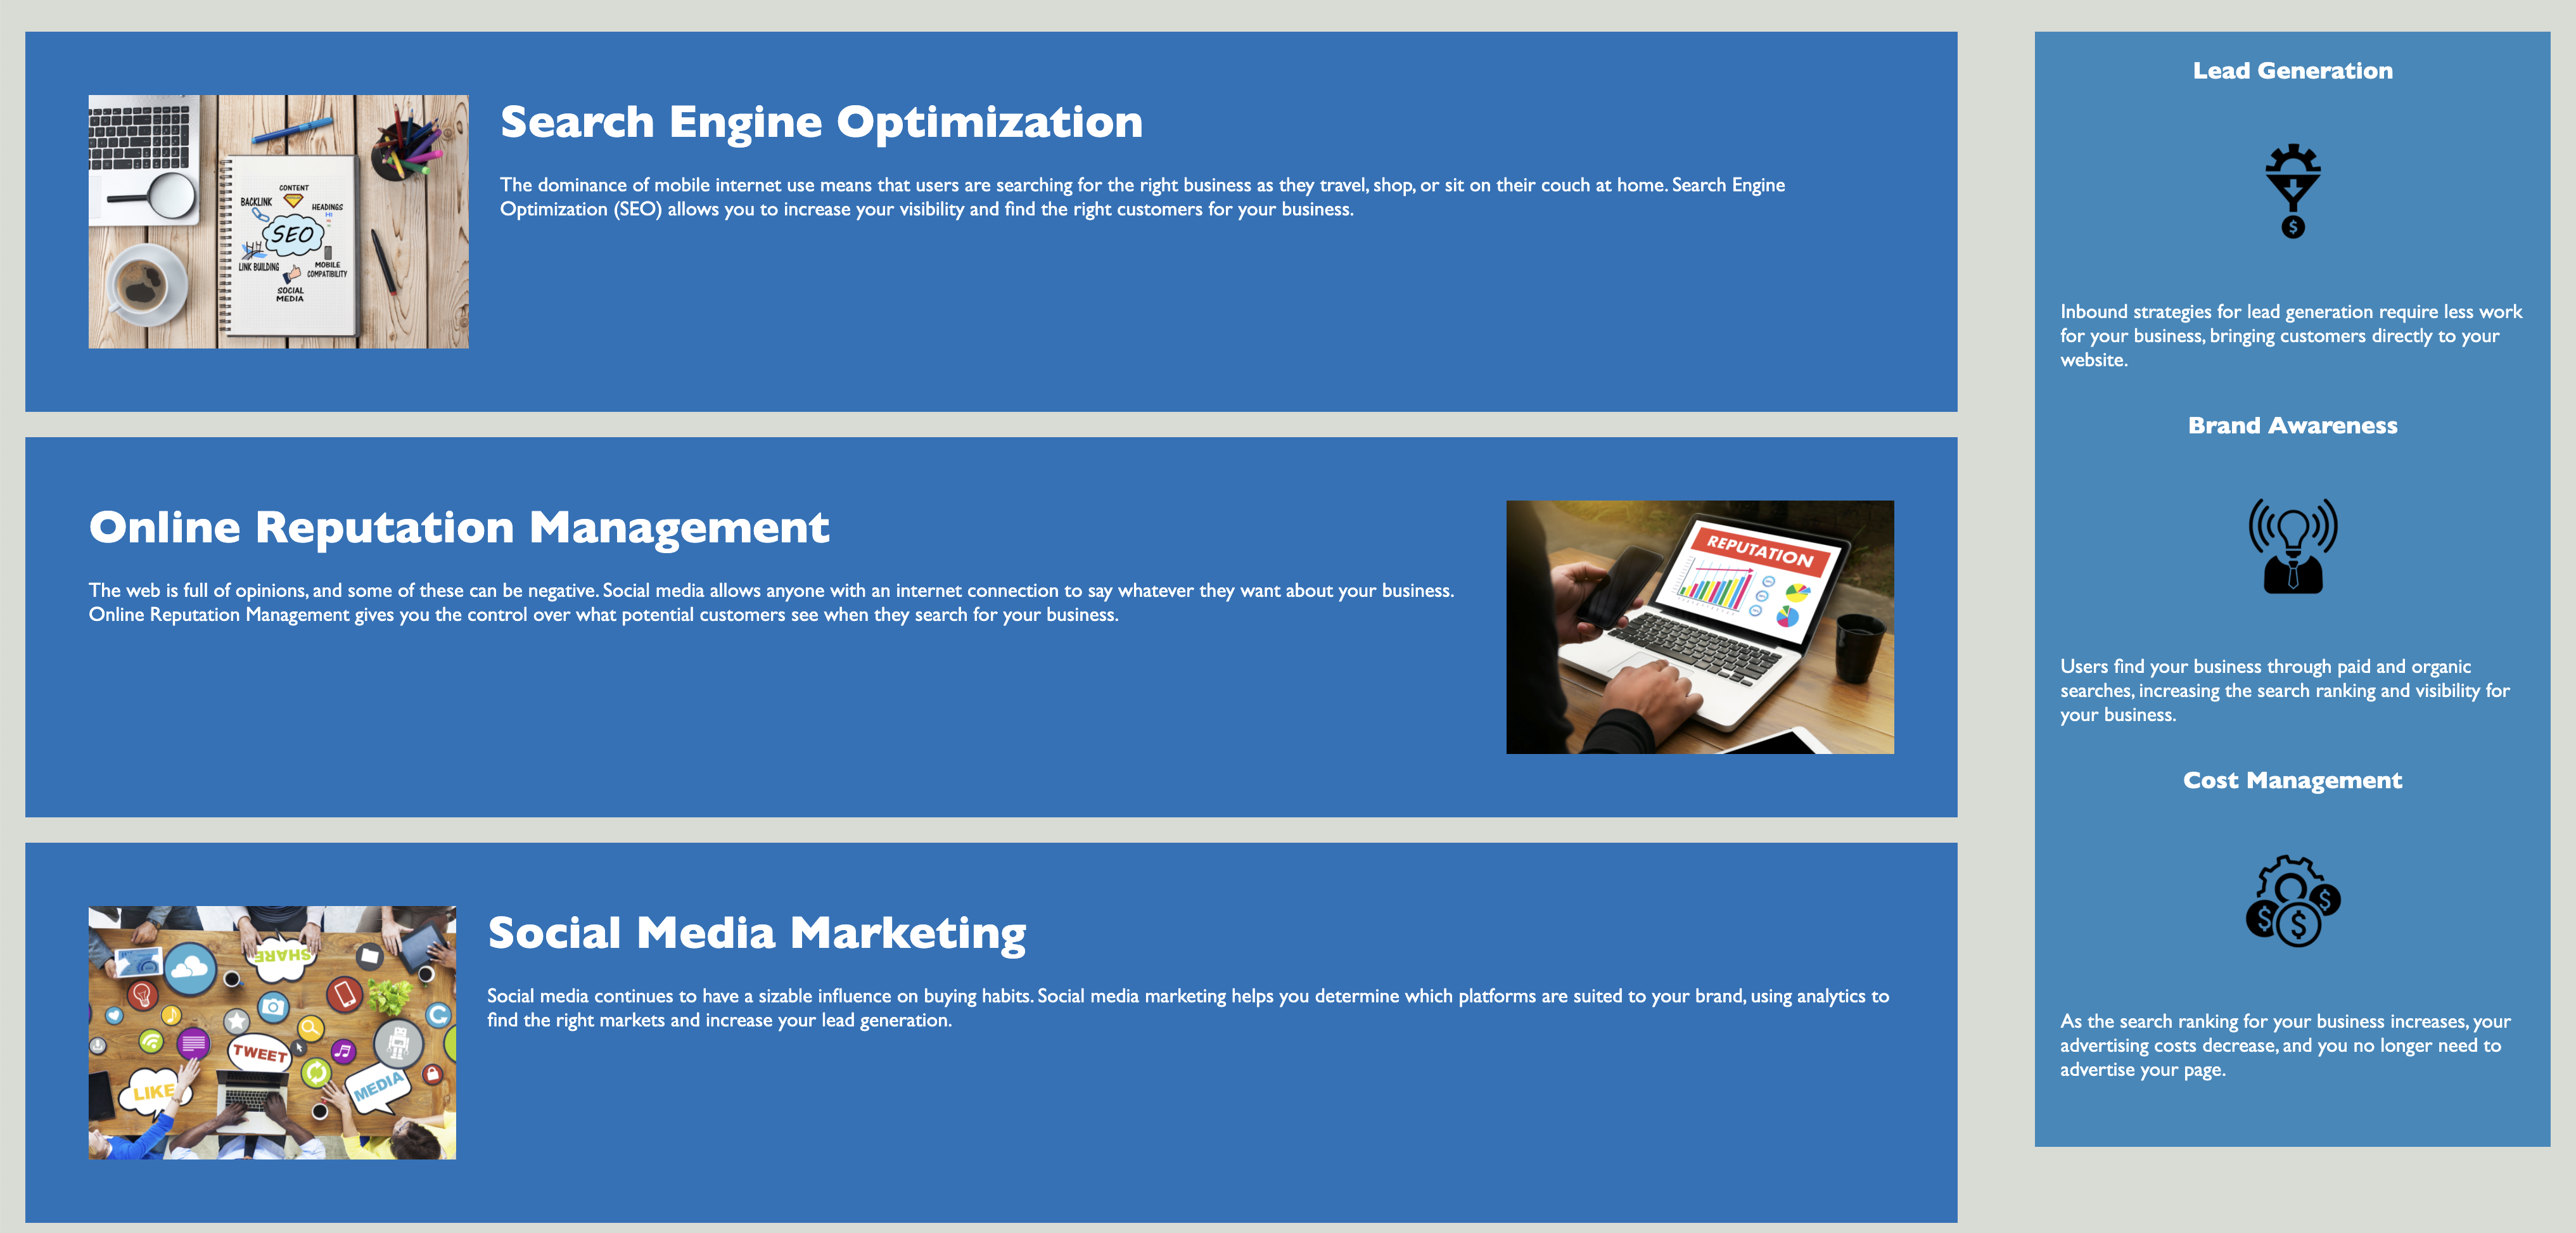 Search Engine Optimization
The dominance of mobile internet use means that users are searching for the right business as they travel, shop, or sit on their couch at home. Search Engine
Optimization (SEO) allows you to increase your visibility and find the right customers for your business.
CONTENT
BACKLINK
HEADINGS
H1
SEO
LINK BUILDING
MOBILE
COMPATIBILITY
SOCIAL
MEDIA
Online Reputation Management
The web is full of opinions, and some of these can be negative. Social media allows anyone with an internet connection to say whatever they want about your business.
Online Reputation Management gives you the control over what potential customers see when they search for your business.
REPUTATION
Social Media Marketing
Social media continues to have a sizable influence on buying habits. Social media marketing helps you determine which platforms are suited to your brand, using analytics to
find the right markets and increase your lead generation.
SHARE
TWEET
LIKE
MEDIA
Lead Generation
$
Inbound strategies for lead generation require less work
for your business, bringing customers directly to your
website.
Brand Awareness
Users find your business through paid and organic
searches, increasing the search ranking and visibility for
your business.
Cost Management
$
$ $
As the search ranking for your business increases, your
advertising costs decrease, and you no longer need to
advertise your page.